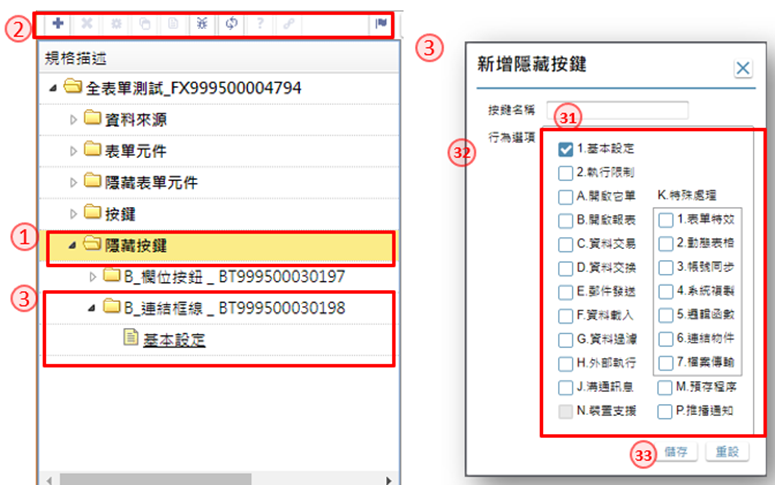 ②
規格描述
全表單測試_FX999500004794
資料來源
表單元件
隱藏表單元件
按鍵
① 隱藏按鍵
B_欄位按鈕 _ BT999500030197
③ B_連結框線 _ BT999500030198
基本設定
③
新增隱藏按鍵
按鍵名稱 31
32 行為選項
1.基本設定
2.執行限制
A.開啟它單 K.特殊處理
B.開啟報表 1.表單特效
C.資料交易 2.動態表格
D.資料交換 3.帳號同步
E.郵件發送 4.系統複製
F.資料載入 5.邏輯函數
G.資料過濾 6.連結物件
H.外部執行 7.檔案傳輸
J.溝通訊息 M.預存程序
N.裝置支援 P.推播通知
33 儲存 重設